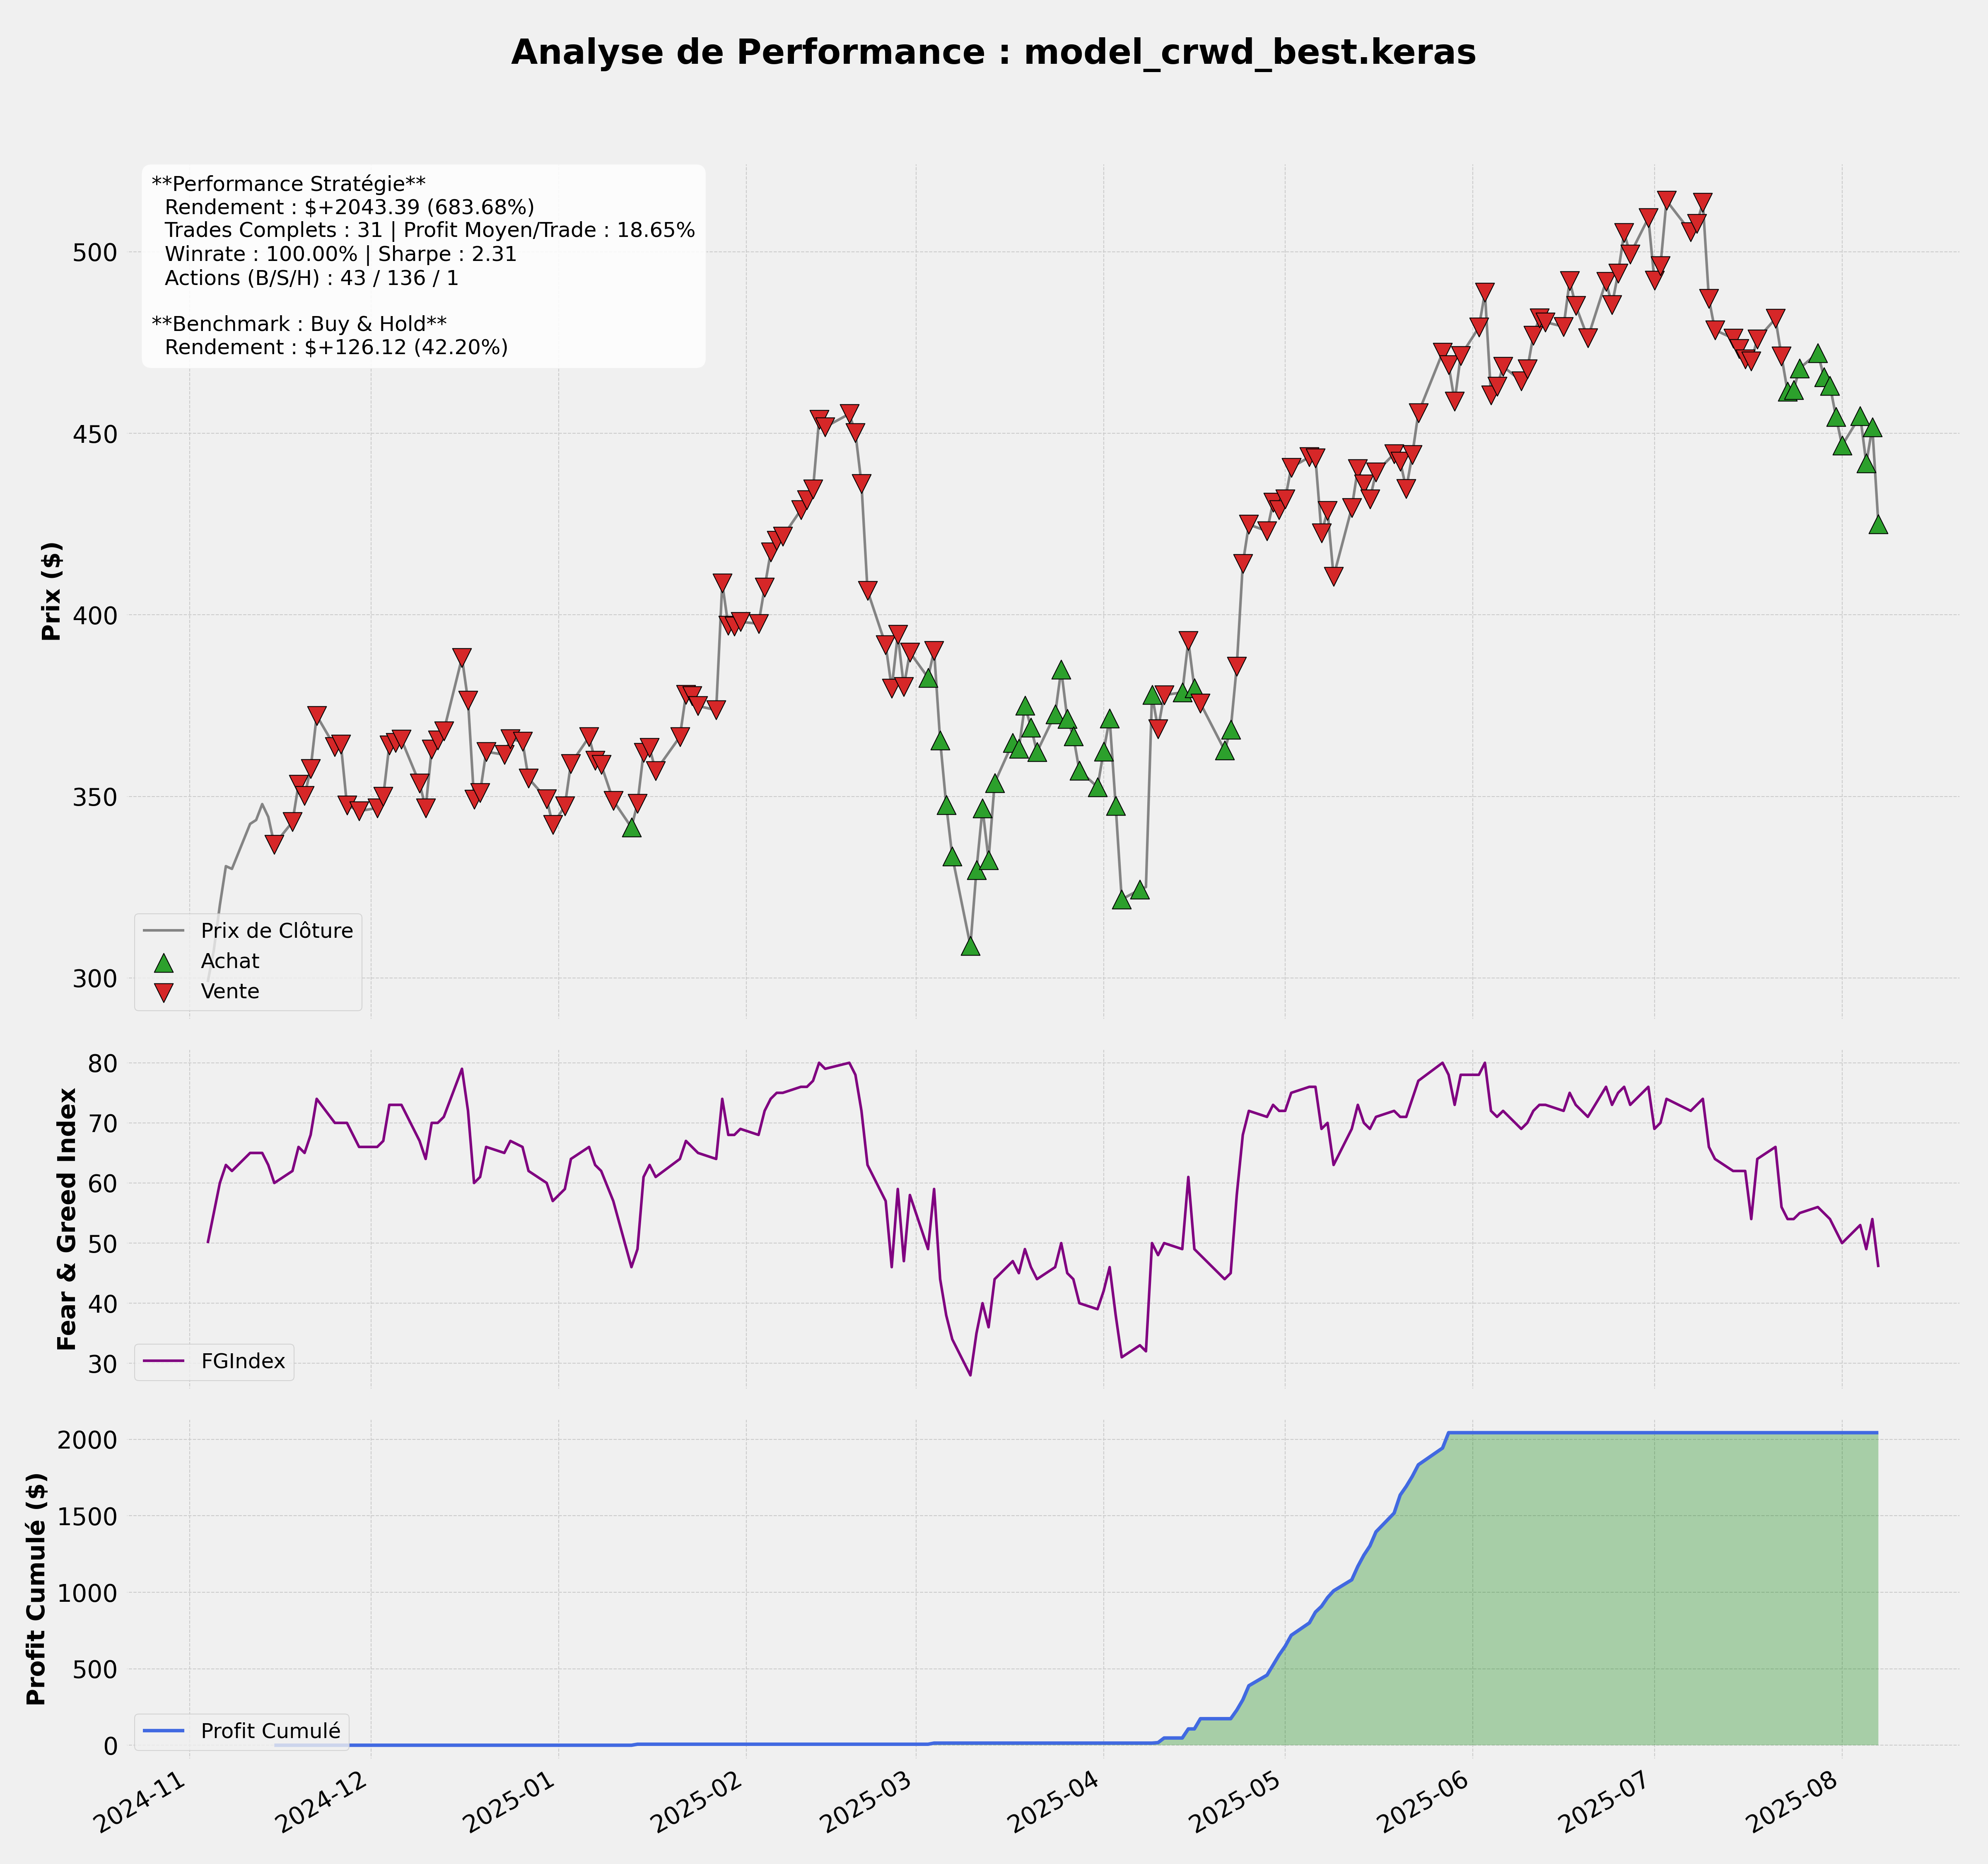 Analyse de Performance : model_crwd_best.keras
**Performance Stratégie**
Rendement : $+2043.39 (683.68%)
Trades Complets : 31 | Profit Moyen/Trade : 18.65%
Winrate : 100.00% | Sharpe : 2.31
Actions (B/S/H) : 43 / 136 / 1
**Benchmark : Buy & Hold**
Rendement : $+126.12 (42.20%)
Prix ($)
500
450
400
350
300
Prix de Clôture
Achat
Vente
Fear & Greed Index
80
70
60
50
40
30
FGIndex
Profit Cumulé ($)
2000
1500
1000
500
0
Profit Cumulé
2024-11
2024-12
2025-01
2025-02
2025-03
2025-04
2025-05
2025-06
2025-07
2025-08